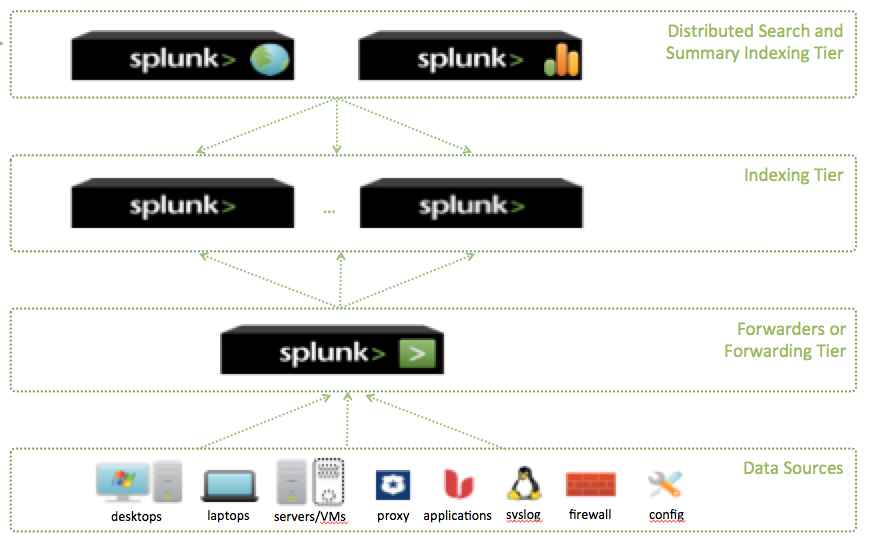 splunk>
splunk>
Distributed Search and
Summary Indexing Tier
Indexing Tier
splunk>
...
splunk>
Forwarders or
Forwarding Tier
splunk> >
Data Sources
desktops
laptops
servers/VMs
proxy
applications
syslog
firewall
config